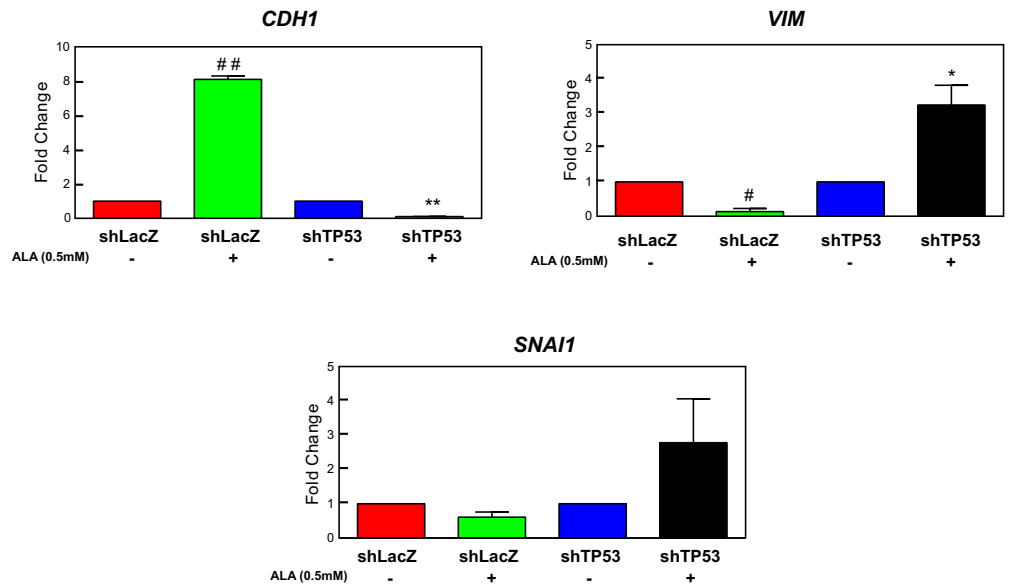 CDH1
Fold Change
10
8
6
4
2
0
# #
**
shLacZ shLacZ shTP53 shTP53
ALA (0.5mM) - + - +
VIM
Fold Change
5
4
3
2
1
0
#
*
shLacZ shLacZ shTP53 shTP53
ALA (0.5mM) - + - +
SNAI1
Fold Change
5
4
3
2
1
0
shLacZ shLacZ shTP53 shTP53
ALA (0.5mM) - + - +